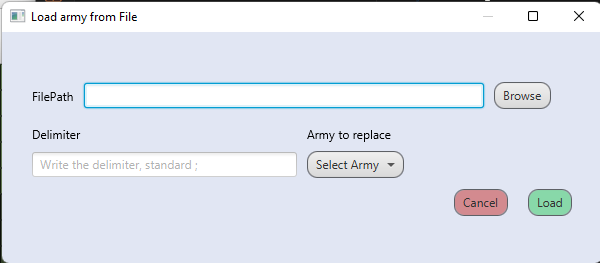 Load army from File
FilePath
Browse
Delimiter
Army to replace
Write the delimiter, standard ;
Select Army
Cancel
Load